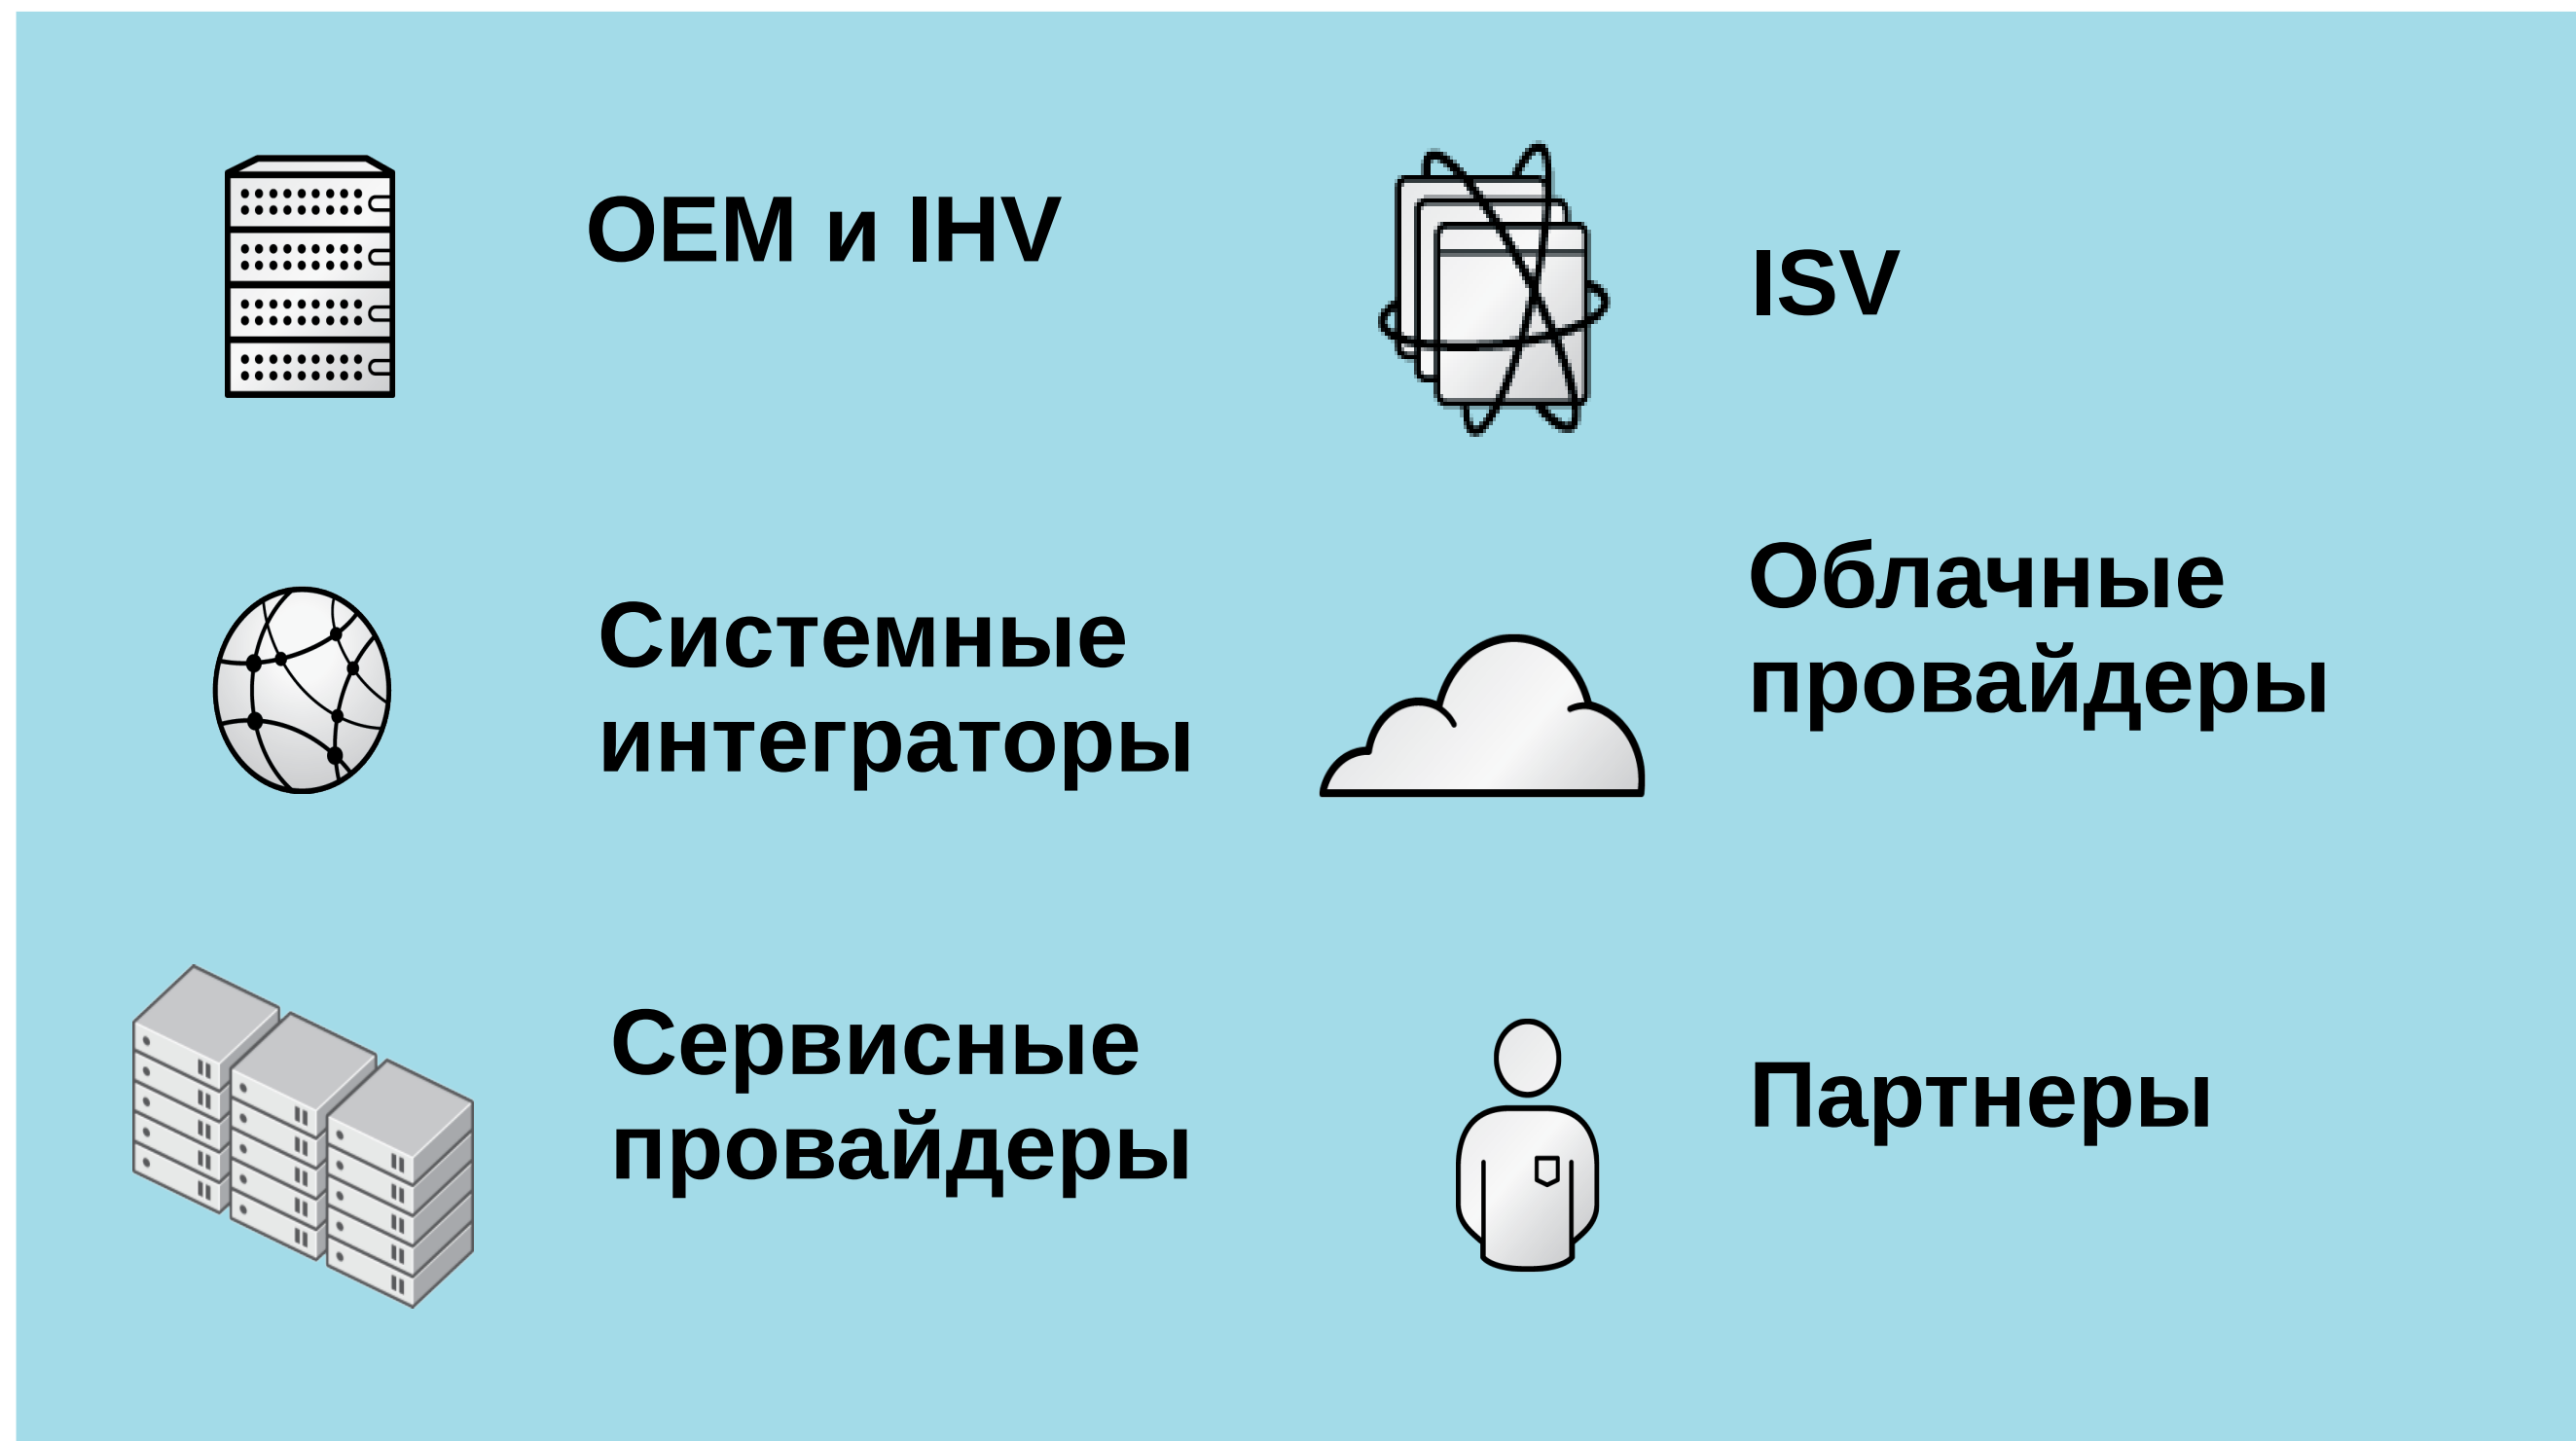 OEM и IHV
ISV
Системные
интеграторы
Облачные
провайдеры
Сервисные
провайдеры
Партнеры